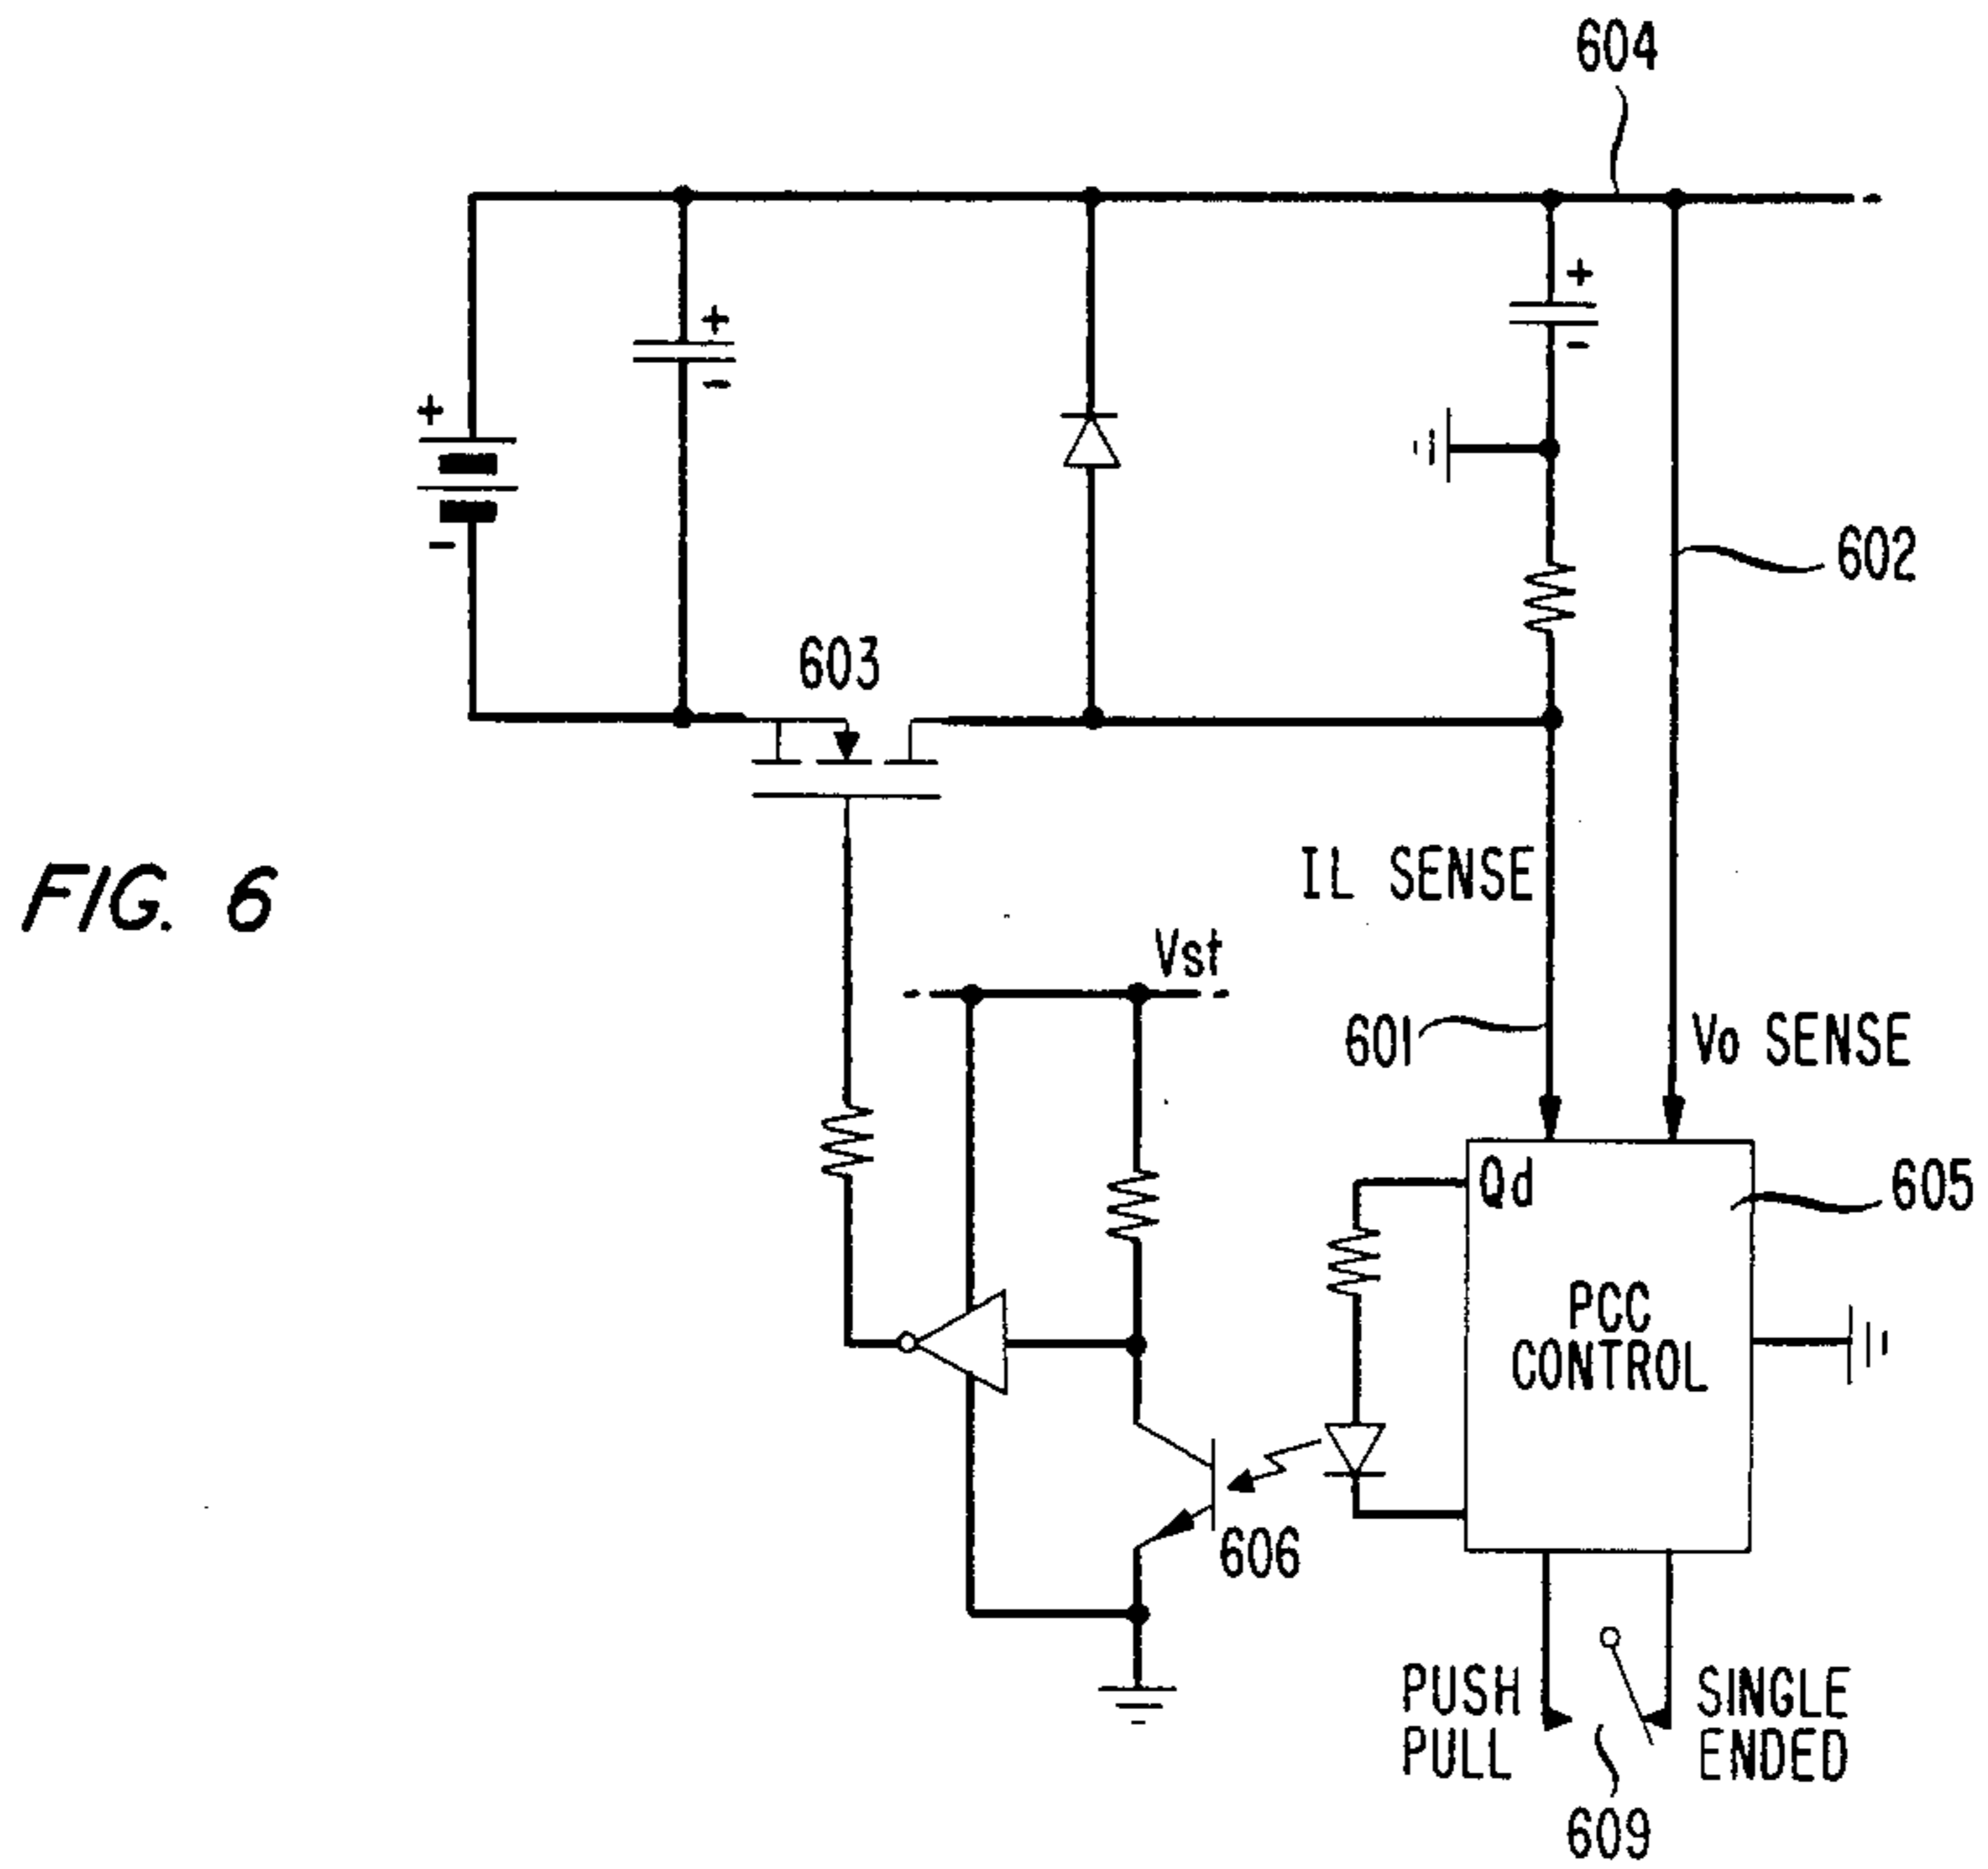 604
+
+
-
+
-
-
602
603
FIG. 6
IL SENSE
Vst
601
Vo SENSE
Qd
605
PCC
CONTROL
606
PUSH
PULL
SINGLE
ENDED
609